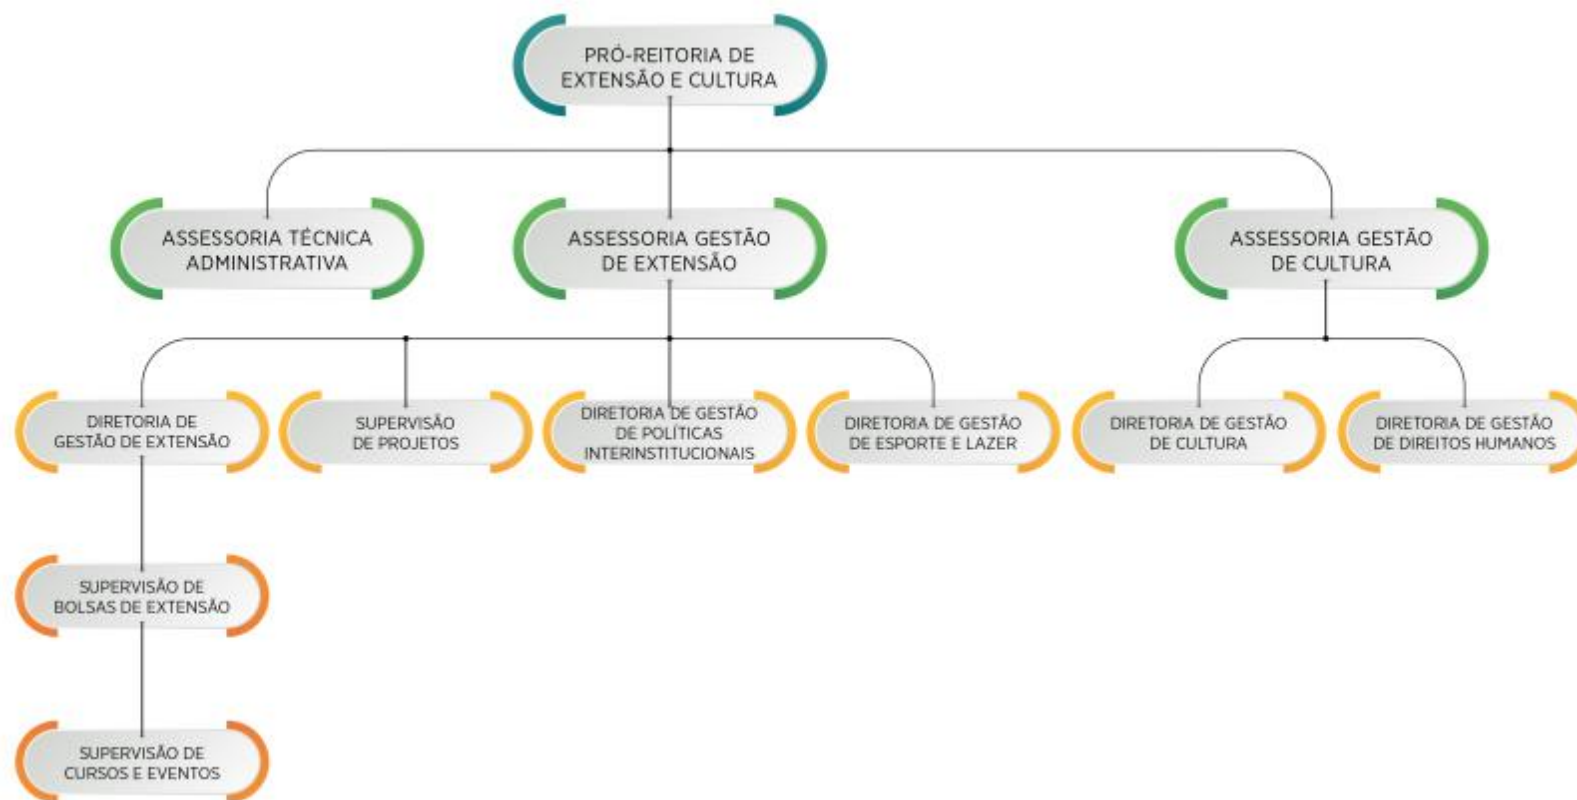 PRÓ-REITORIA DE
EXTENSÃO E CULTURA
ASSESSORIA TÉCNICA
ADMINISTRATIVA
ASSESSORIA GESTÃO
DE EXTENSÃO
ASSESSORIA GESTÃO
DE CULTURA
DIRETORIA DE
GESTÃO DE EXTENSÃO
SUPERVISÃO
DE PROJETOS
DIRETORIA DE GESTÃO
DE POLÍTICAS
INTERINSTITUCIONAIS
DIRETORIA DE GESTÃO
DE ESPORTE E LAZER
DIRETORIA DE GESTÃO
DE CULTURA
DIRETORIA DE GESTÃO
DE DIREITOS HUMANOS
SUPERVISÃO DE
BOLSAS DE EXTENSÃO
SUPERVISÃO DE
CURSOS E EVENTOS